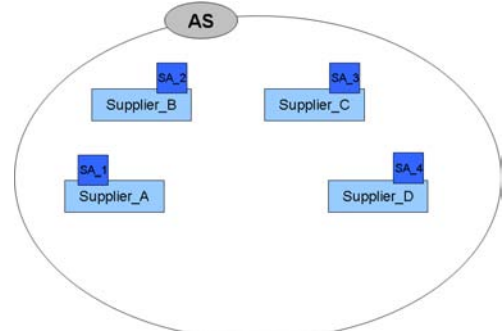 AS
SA_2
SA_3
Supplier_B
Supplier_C
SA_1
SA_4
Supplier_A
Supplier_D